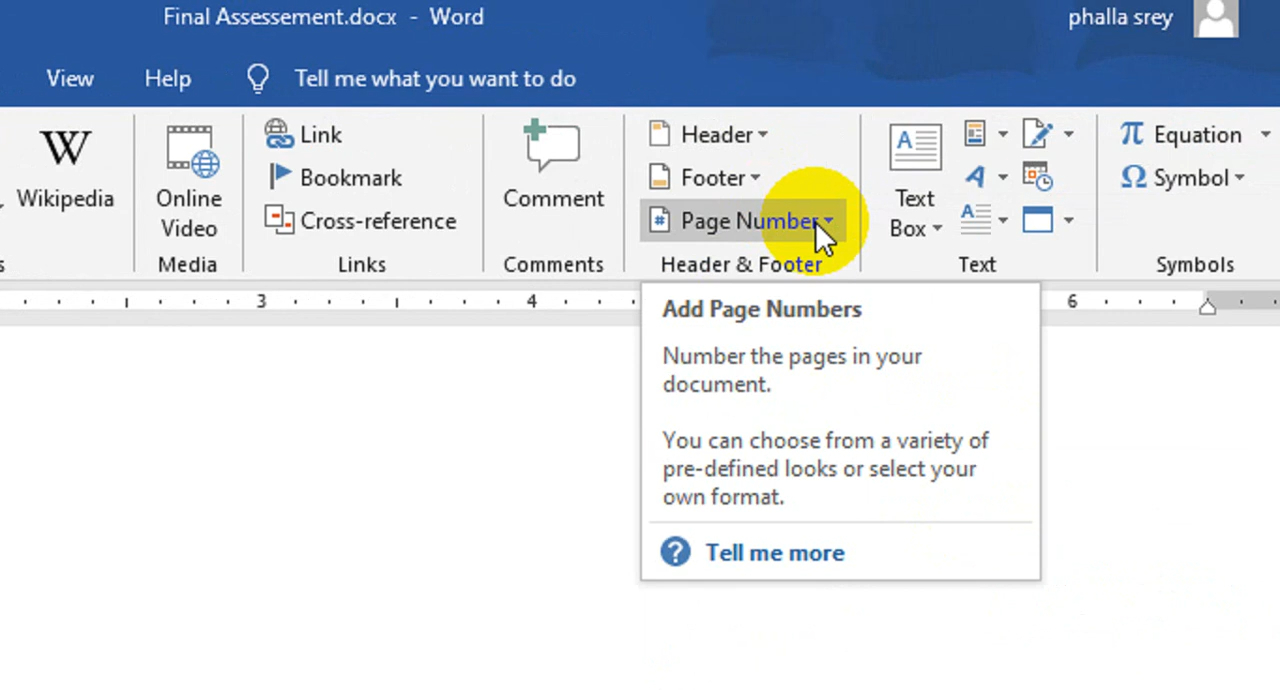 Final Assessement.docx - Word
phalla srey
View Help Tell me what you want to do
W
Wikipedia
Online
Video
Media
Link
Bookmark
Cross-reference
Links
Comment
Comments
Header
Footer
# Page Number
Header & Footer
A
Text
Box
A
A
Text
π Equation
Ω Symbol
Symbols
s
3 4 6
Add Page Numbers
Number the pages in your
document.
You can choose from a variety of
pre-defined looks or select your
own format.
? Tell me more